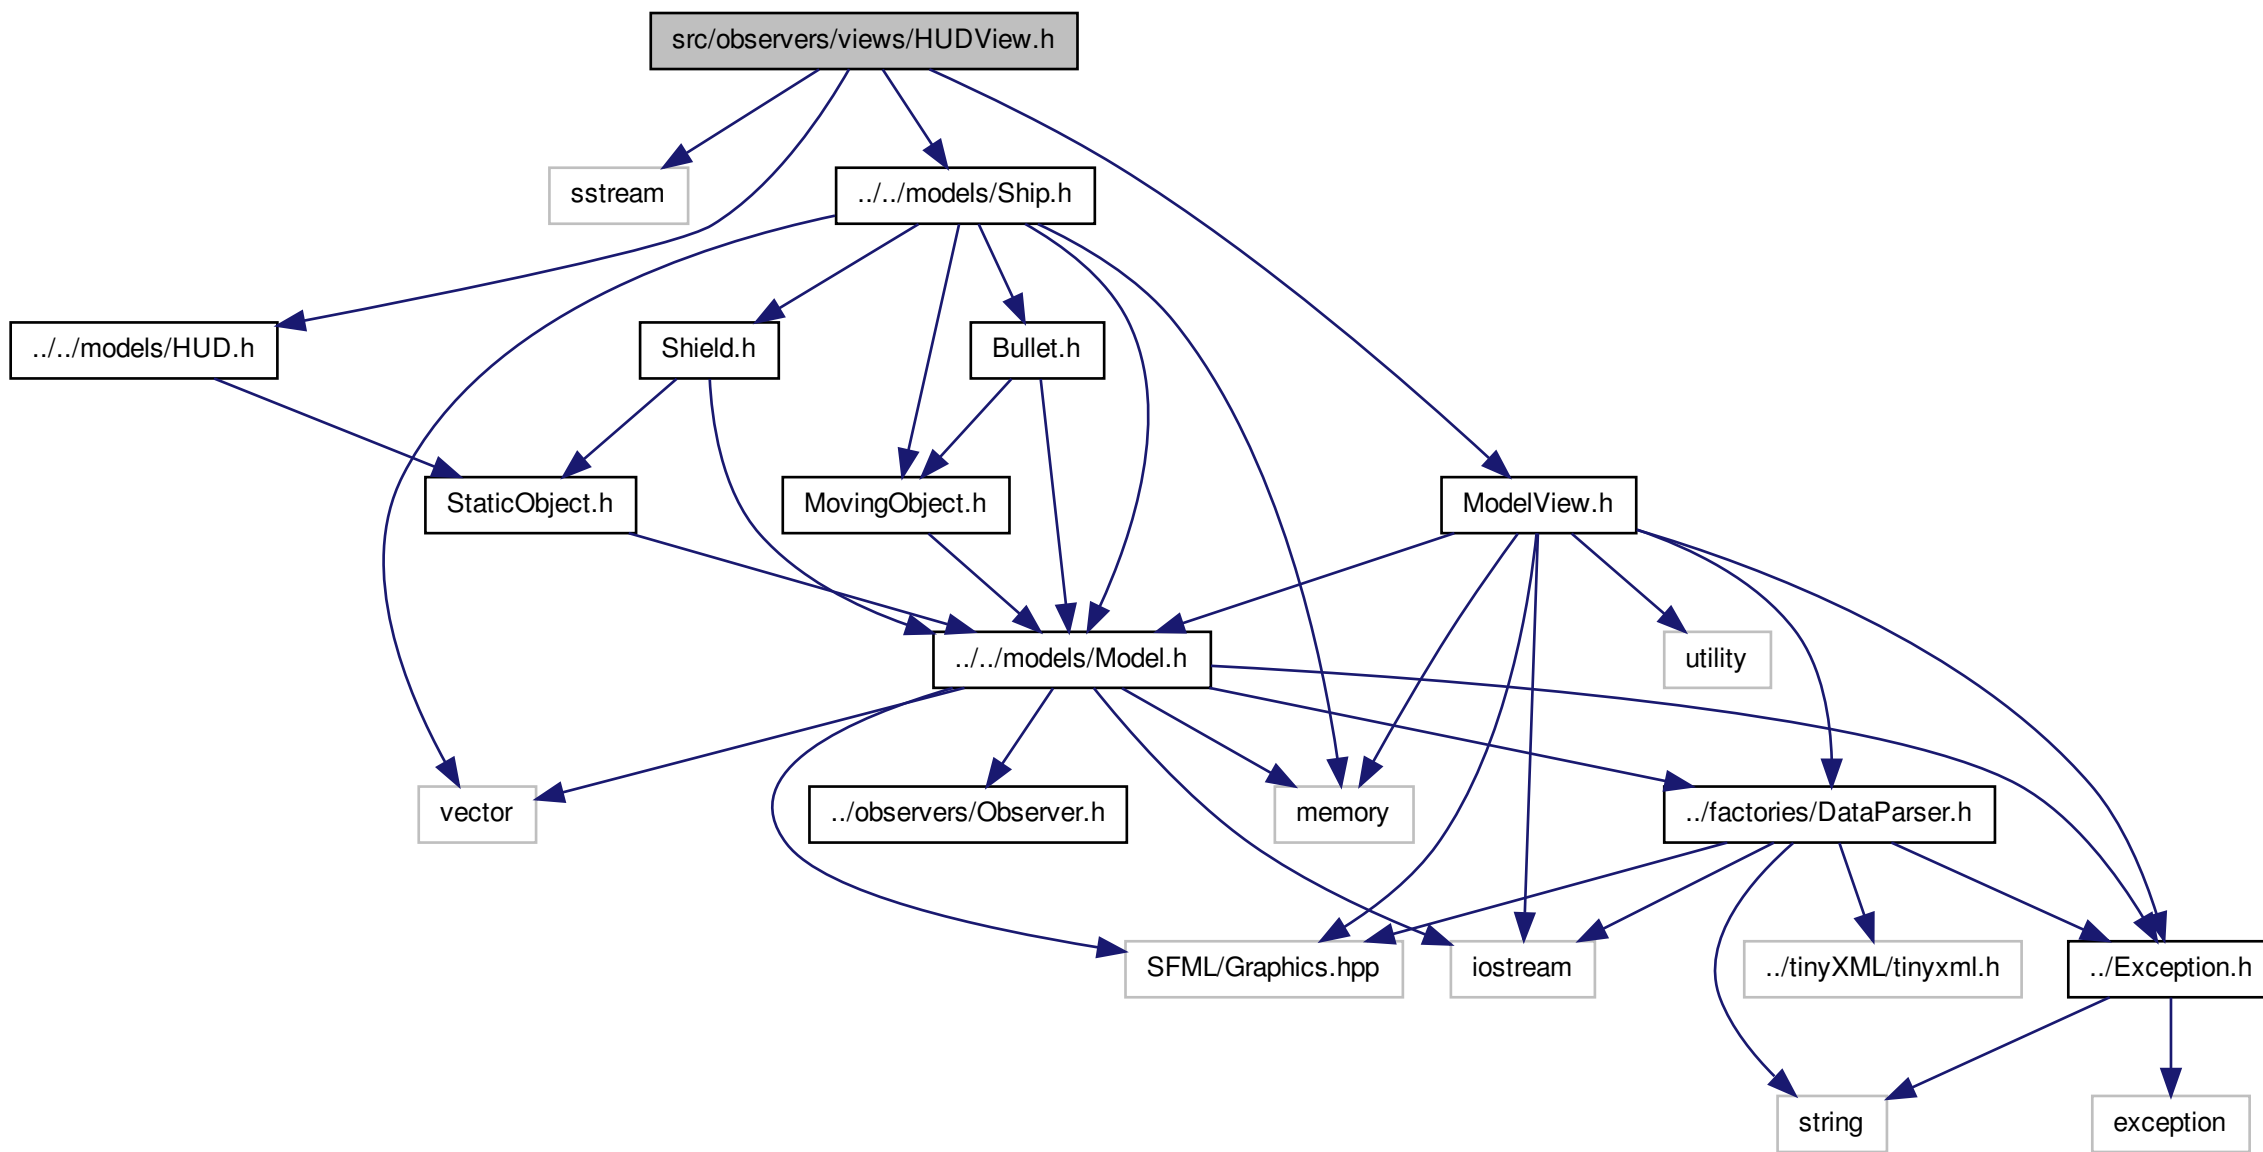 src/observers/views/HUDView.h
sstream
../../models/Ship.h
../../models/HUD.h
Shield.h
Bullet.h
StaticObject.h
MovingObject.h
ModelView.h
../../models/Model.h
utility
vector
../observers/Observer.h
memory
../factories/DataParser.h
SFML/Graphics.hpp
iostream
../tinyXML/tinyxml.h
../Exception.h
string
exception